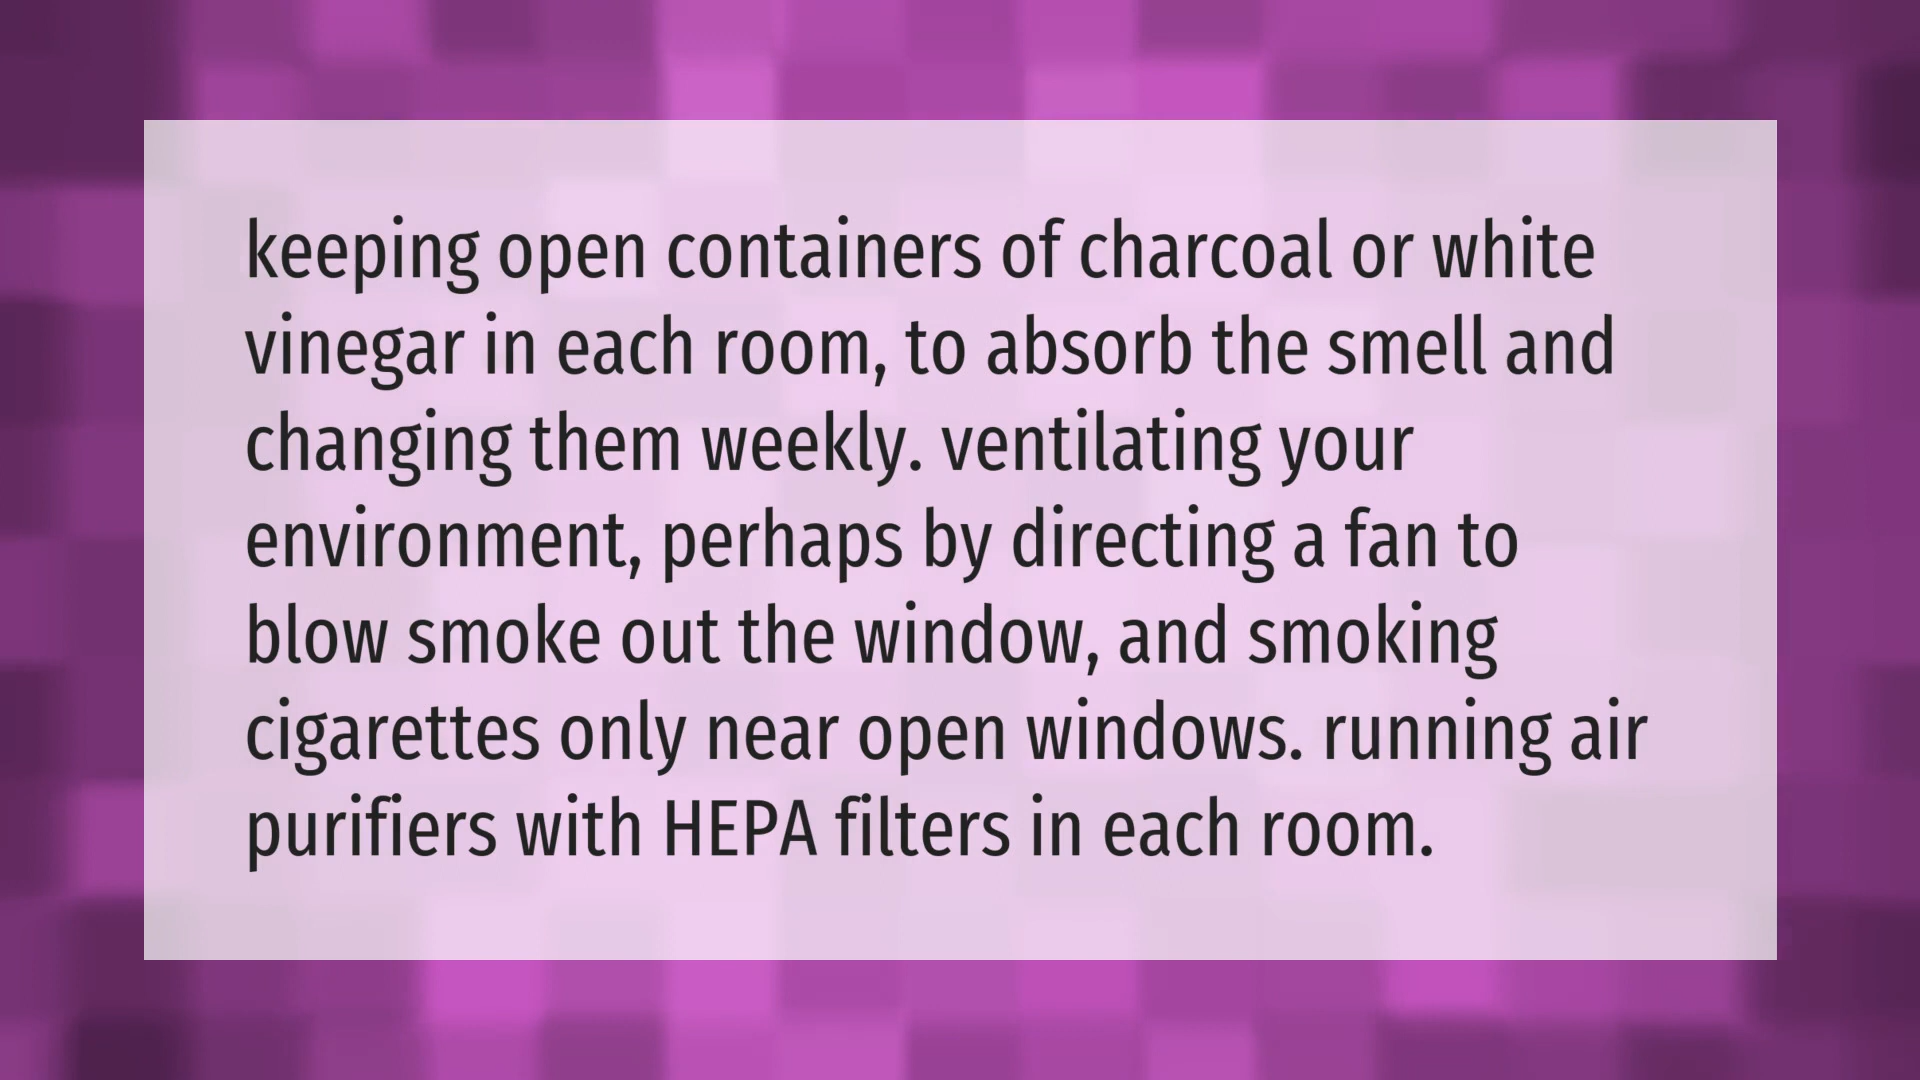 keeping open containers of charcoal or white
vinegar in each room, to absorb the smell and
changing them weekly. ventilating your
environment, perhaps by directing a fan to
blow smoke out the window, and smoking
cigarettes only near open windows. running air
purifiers with HEPA filters in each room.